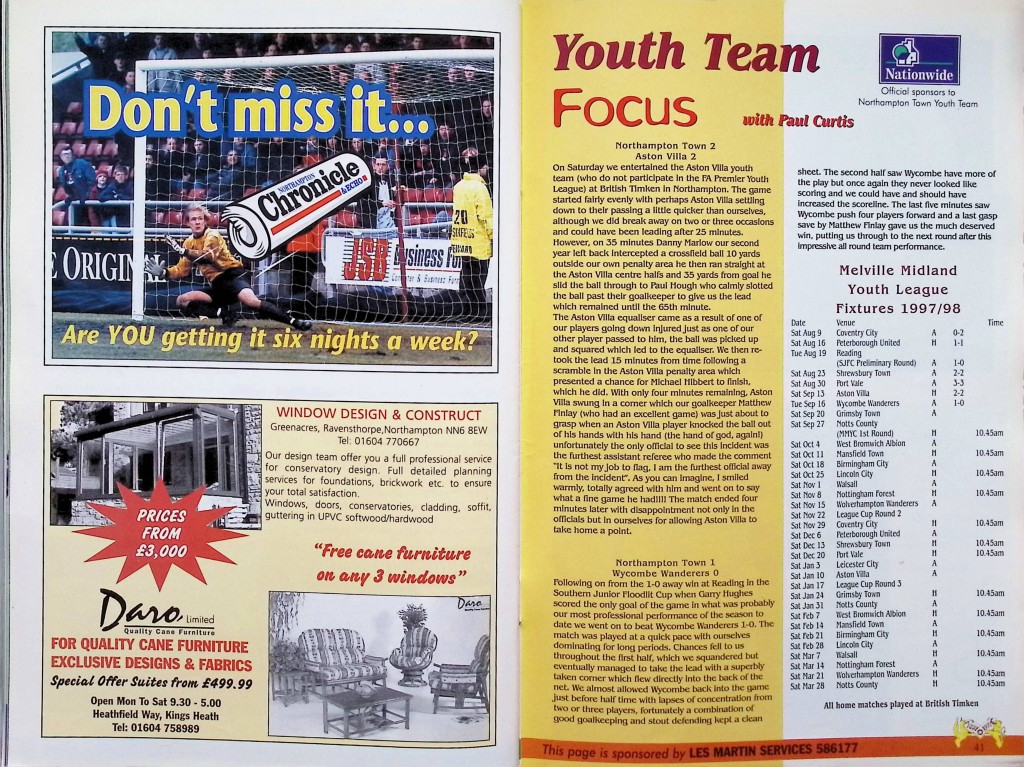 Don't miss it...
NORTHAMPTON
Chronicle
& ECHO
THE ORIGIN
JSB
Business
20
Are YOU getting it six nights a week?
WINDOW DESIGN & CONSTRUCT
Greenacres, Ravensthorpe,Northampton NN6 8EW
Tel: 01604 770667
Our design team offer you a full professional service
for conservatory design. Full detailed planning
services for foundations, brickwork etc. to ensure
your total satisfaction.
Windows, doors, conservatories, cladding, soffit,
guttering in UPVC softwood/hardwood
PRICES
FROM
£3,000
“Free cane furniture
on any 3 windows”
Daro, Limited
Quality Cane Furniture
FOR QUALITY CANE FURNITURE
EXCLUSIVE DESIGNS & FABRICS
Special Offer Suites from £499.99
Open Mon To Sat 9.30 - 5.00
Heathfield Way, Kings Heath
Tel: 01604 758989
Daro
Youth Team
Focus
with Paul Curtis
Nationwide
Official sponsors to
Northampton Town Youth Team
Northampton Town 2
Aston Villa 2
On Saturday we entertained the Aston Villa youth
team (who do not participate in the FA Premier Youth
League) at British Timken in Northampton. The game
started fairly evenly with perhaps Aston Villa settling
down to their passing a little quicker than ourselves,
although we did break away on two or three occasions
and could have been leading after 25 minutes.
However, on 35 minutes Danny Marlow our second
year left back intercepted a crossfield ball 10 yards
outside our own penalty area he then ran straight at
the Aston Villa centre halfs and 35 yards from goal he
slid the ball through to Paul Hough who calmly slotted
the ball past their goalkeeper to give us the lead
which remained until the 65th minute.
The Aston Villa equaliser came as a result of one of
our players going down injured just as one of our
other player passed to him, the ball was picked up
and squared which led to the equaliser. We then re-
took the lead 15 minutes from time following a
scramble in the Aston Villa penalty area which
presented a chance for Michael Hibbert to finish,
which he did. With only four minutes remaining, Aston
Villa swung in a corner which our goalkeeper Matthew
Finlay (who had an excellent game) was just about to
grasp when an Aston Villa player knocked the ball out
of his hands with his hand (the hand of god, again!)
unfortunately the only official to see this incident was
the furthest assistant referee who made the comment
"It is not my job to flag, I am the furthest official away
from the incident". As you can imagine, I smiled
warmly, totally agreed with him and went on to say
what a fine game he had!!!! The match ended four
minutes later with disappointment not only in the
officials but in ourselves for allowing Aston Villa to
take home a point.
Northampton Town 1
Wycombe Wanderers 0
Following on from the 1-0 away win at Reading in the
Southern Junior Floodlit Cup when Garry Hughes
scored the only goal of the game in what was probably
our most professional performance of the season to
date we went on to beat Wycombe Wanderers 1-0. The
match was played at a quick pace with ourselves
dominating for long periods. Chances fell to us
throughout the first half, which we squandered but
eventually managed to take the lead with a superbly
taken corner which flew directly into the back of the
net. We almost allowed Wycombe back into the game
just before half time with lapses of concentration from
two or three players, fortunately a combination of
good goalkeeping and stout defending kept a clean
sheet. The second half saw Wycombe have more of
the play but once again they never looked like
scoring and we could have and should have
increased the scoreline. The last five minutes saw
Wycombe push four players forward and a last gasp
save by Matthew Finlay gave us the much deserved
win, putting us through to the next round after this
impressive all round team performance.
Melville Midland
Youth League
Fixtures 1997/98
Date Venue Time
Sat Aug 9 Coventry City A 0-2
Sat Aug 16 Peterborough United H 1-1
Tue Aug 19 Reading
(SJFC Preliminary Round) A 1-0
Sat Aug 23 Shrewsbury Town A 2-2
Sat Aug 30 Port Vale A 3-3
Sat Sep 13 Aston Villa H 2-2
Tue Sep 16 Wycombe Wanderers A 1-0
Sat Sep 20 Grimsby Town A
Sat Sep 27 Notts County
(MMYC 1st Round) H 10.45am
Sat Oct 4 West Bromwich Albion A
Sat Oct 11 Mansfield Town H 10.45am
Sat Oct 18 Birmingham City A
Sat Oct 25 Lincoln City H 10.45am
Sat Nov 1 Walsall A
Sat Nov 8 Nottingham Forest H 10.45am
Sat Nov 15 Wolverhampton Wanderers A
Sat Nov 22 League Cup Round 2
Sat Nov 29 Coventry City H 10.45am
Sat Dec 6 Peterborough United A
Sat Dec 13 Shrewsbury Town H 10.45am
Sat Dec 20 Port Vale H 10.45am
Sat Jan 3 Leicester City A
Sat Jan 10 Aston Villa A
Sat Jan 17 League Cup Round 3
Sat Jan 24 Grimsby Town H 10.45am
Sat Jan 31 Notts County A
Sat Feb 7 West Bromwich Albion H 10.45am
Sat Feb 14 Mansfield Town A
Sat Feb 21 Birmingham City H 10.45am
Sat Feb 28 Lincoln City A
Sat Mar 7 Walsall H 10.45am
Sat Mar 14 Nottingham Forest A
Sat Mar 21 Wolverhampton Wanderers H 10.45am
Sat Mar 28 Notts County H 10.45am
All home matches played at British Timken
This page is sponsored by LES MARTIN SERVICES 586177
41